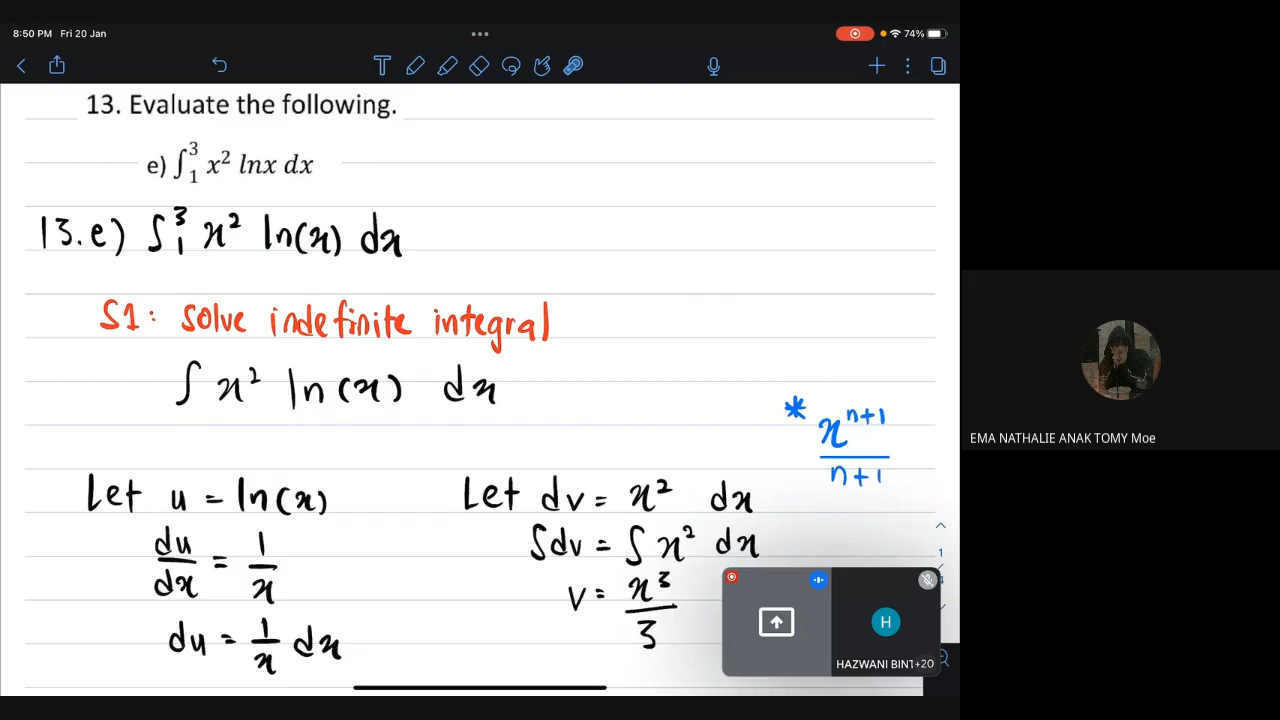 8:50 PM Fri 20 Jan
74%
13. Evaluate the following.
e) ∫₁³ x² lnx dx
13.e) ∫₁³ x² ln(x) dx
S1: solve indefinite integral
∫ x² ln(x) dx
* x^(n+1)
n+1
Let u = ln(x)
du/dx = 1/x
du = 1/x dx
Let dv = x² dx
∫dv = ∫ x² dx
v = x³/3
1
H
HAZWANI BINT+20
EMA NATHALIE ANAK TOMY Moe